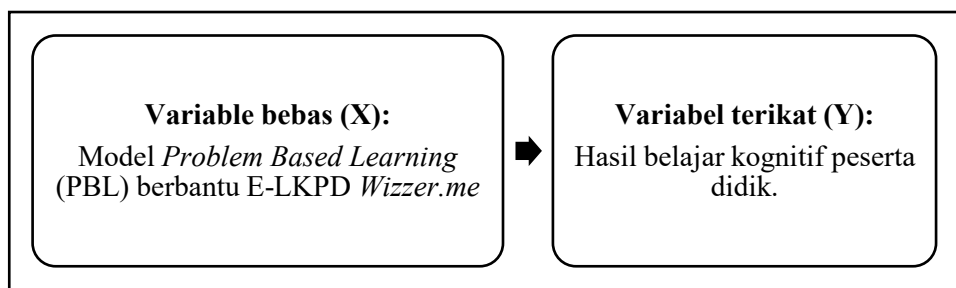 Variable bebas (X):
Model Problem Based Learning
(PBL) berbantu E-LKPD Wizzer.me
Variabel terikat (Y):
Hasil belajar kognitif peserta
didik.